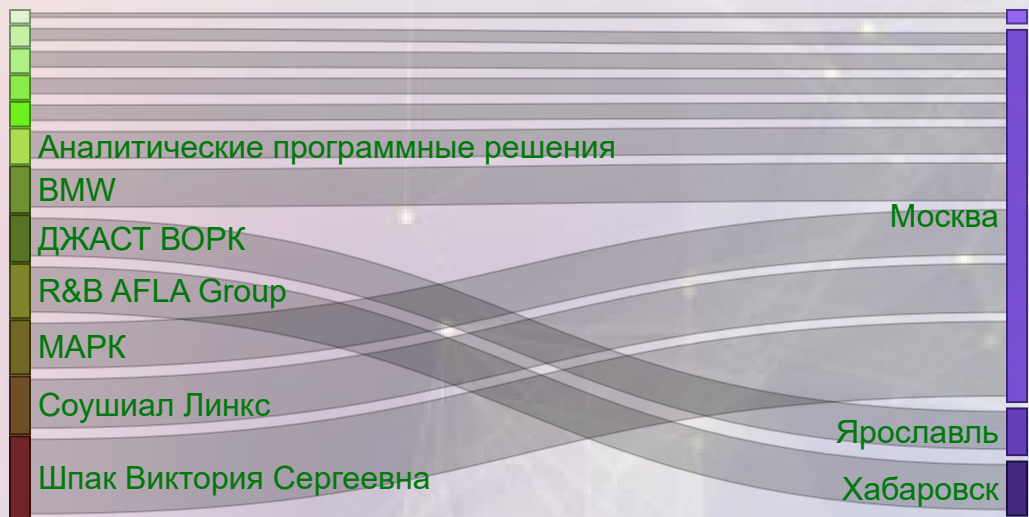 Аналитические программные решения
BMW
ДЖАСТ ВОРК
R&B AFLA Group
МАРК
Соушиал Линкс
Шпак Виктория Сергеевна
Москва
Ярославль
Хабаровск